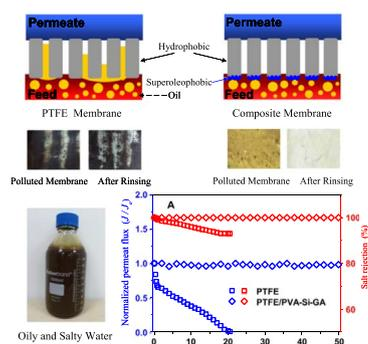 Permeate
Permeate
Hydrophobic
Superoleophobic
Feed
Feed
Oil
PTFE Membrane
Composite Membrane
Polluted Membrane
After Rinsing
Polluted Membrane
After Rinsing
Oily and Salty Water
A
Normalized permeat flux (J/J₀)
2.0
1.5
1.0
0.5
0.0
0
10
20
30
40
50
100
80
60
Salt rejection (%)
PTFE
PTFE/PVA-Si-GA